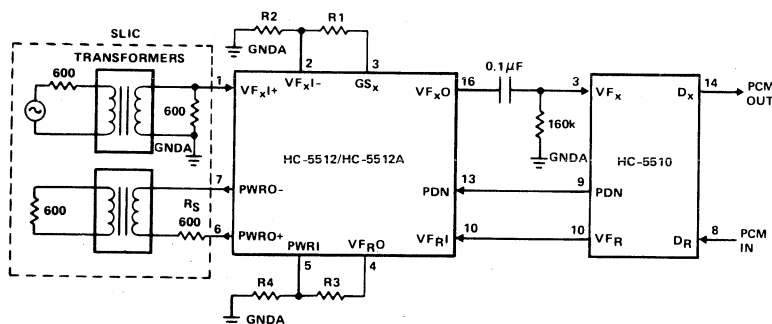 R2
R1
GNDA
SLIC
TRANSFORMERS
2
3
600
1
VFXI+
VFXI-
GSX
16
VFXO
0.1µF
3
VFX
DX
14
PCM
OUT
600
GNDA
160k
GNDA
HC-5512/HC-5512A
HC-5510
7
PWRO-
13
PDN
9
PDN
600
RS
600
6
PWRO+
PWRI
VFRO
10
VFRI
10
VFR
DR
8
PCM
IN
5
4
R4
R3
GNDA